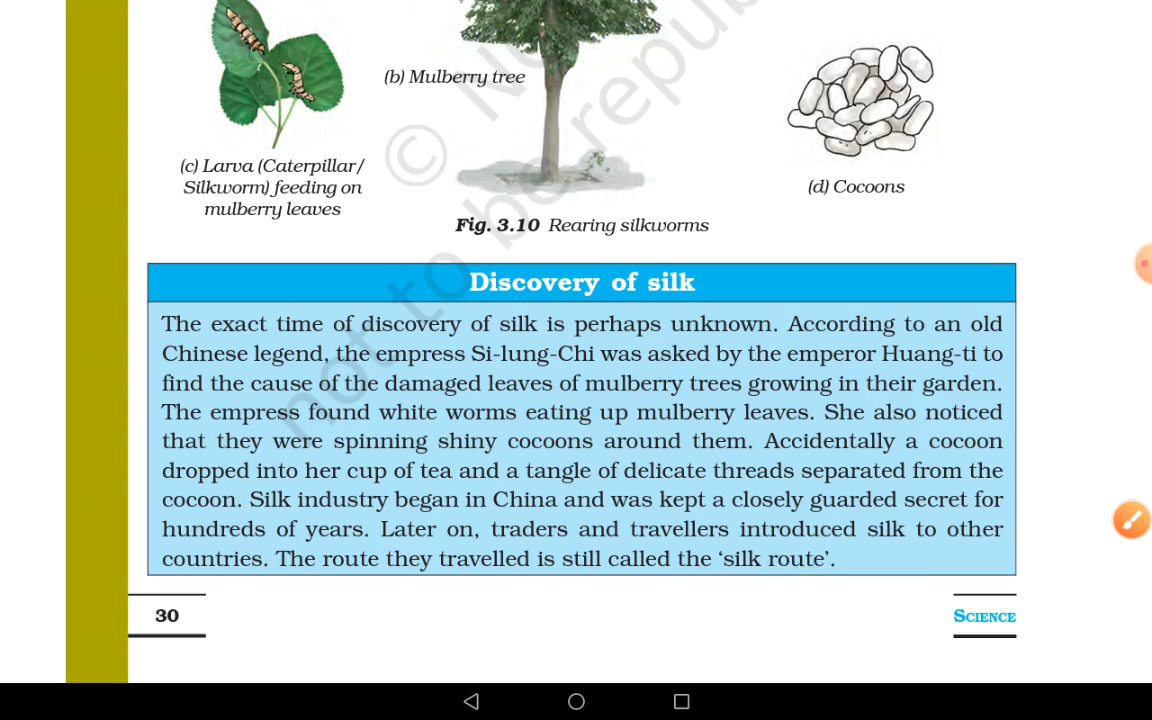 (b) Mulberry tree
(c) Larva (Caterpillar/
Silkworm) feeding on
mulberry leaves
(d) Cocoons
Fig. 3.10 Rearing silkworms
© N
not to be republ
Discovery of silk
The exact time of discovery of silk is perhaps unknown. According to an old
Chinese legend, the empress Si-lung-Chi was asked by the emperor Huang-ti to
find the cause of the damaged leaves of mulberry trees growing in their garden.
The empress found white worms eating up mulberry leaves. She also noticed
that they were spinning shiny cocoons around them. Accidentally a cocoon
dropped into her cup of tea and a tangle of delicate threads separated from the
cocoon. Silk industry began in China and was kept a closely guarded secret for
hundreds of years. Later on, traders and travellers introduced silk to other
countries. The route they travelled is still called the ‘silk route’.
30
SCIENCE